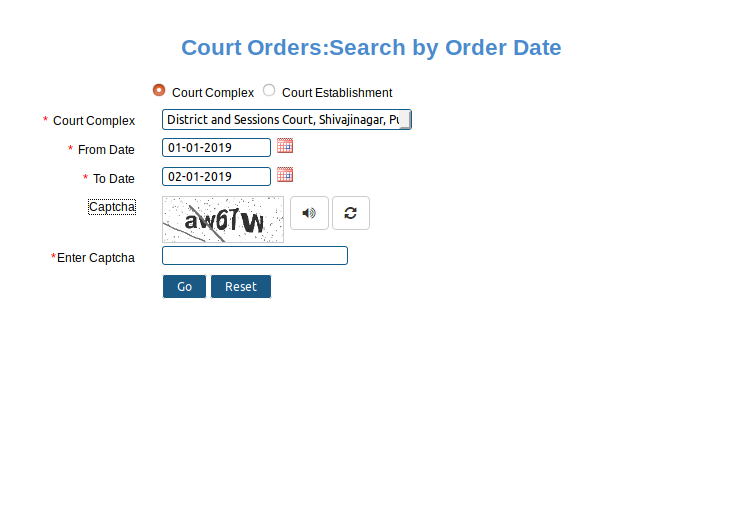 Court Orders:Search by Order Date
Court Complex Court Establishment
* Court Complex District and Sessions Court, Shivajinagar, Pu
* From Date 01-01-2019
* To Date 02-01-2019
Captcha
*Enter Captcha
Go Reset